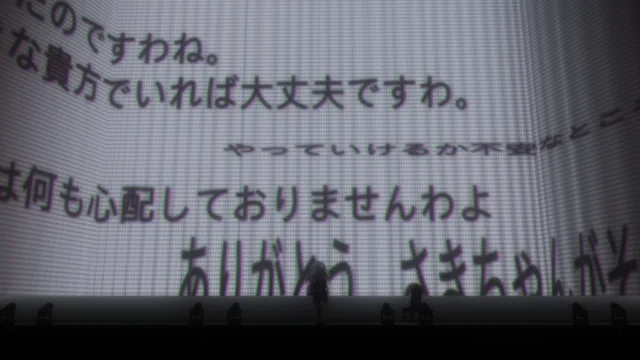 たのですわね。
な貴方でいれば大丈夫ですわ。
やっていけるか不安なとこ
は何も心配しておりませんわよ
ありがとう さきちゃんがそ